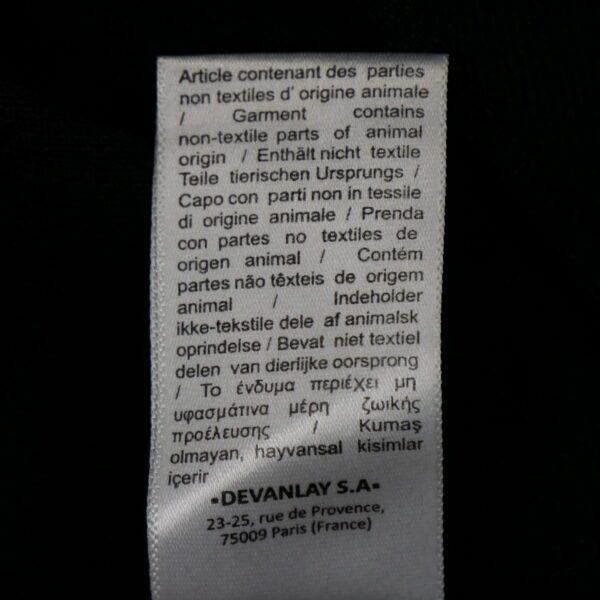 Article contenant des parties
non textiles d' origine animale
/ Garment contains
non-textile parts of animal
origin / Enthält nicht textile
Teile tierischen Ursprungs /
Capo con parti non in tessile
di origine animale / Prenda
con partes no textiles de
origen animal / Contém
partes não têxteis de origem
animal / Indeholder
ikke-tekstile dele af animalsk
oprindelse / Bevat niet textiel
delen van dierlijke oorsprong
/ Το ένδυμα περιέχει μη
υφασμάτινα μέρη ζωικής
προέλευσης / Kumaş
olmayan, hayvansal kisimlar
içerir
-DEVANLAY S.A-
23-25, rue de Provence,
75009 Paris (France)